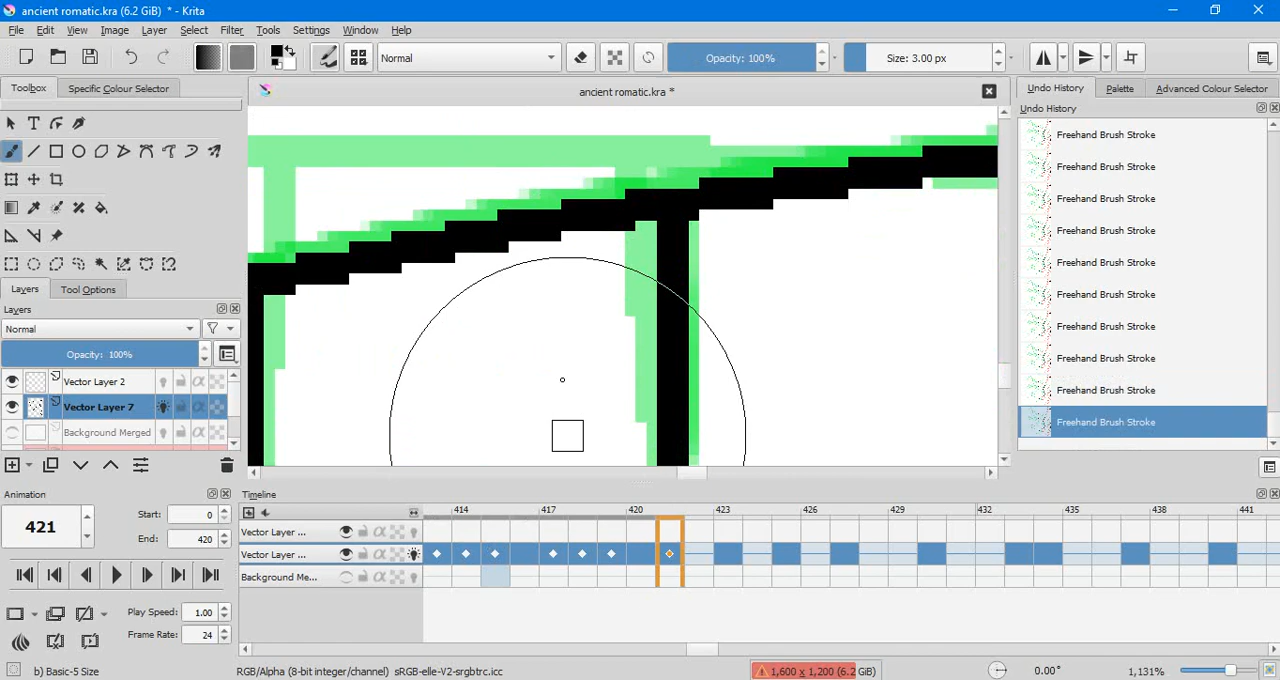 ancient romatic.kra (6.2 GiB) * - Krita
File Edit View Image Layer Select Filter Tools Settings Window Help
Normal Opacity: 100% Size: 3.00 px
Toolbox Specific Colour Selector
ancient romatic.kra *
Undo History Palette Advanced Colour Selector
Undo History
Freehand Brush Stroke
Freehand Brush Stroke
Freehand Brush Stroke
Freehand Brush Stroke
Freehand Brush Stroke
Freehand Brush Stroke
Freehand Brush Stroke
Freehand Brush Stroke
Freehand Brush Stroke
Freehand Brush Stroke
Layers Tool Options
Layers
Normal
Opacity: 100%
Vector Layer 2
Vector Layer 7
Background Merged
Animation
421
Start: 0
End: 420
Play Speed: 1.00
Frame Rate: 24
Timeline
414 417 420 423 426 429 432 435 438 441
Vector Layer ...
Vector Layer ...
Background Me...
b) Basic-5 Size
RGB/Alpha (8-bit integer/channel) sRGB-elle-V2-srgbtrc.icc
1,600 x 1,200 (6.2 GiB)
0.00°
1,131%